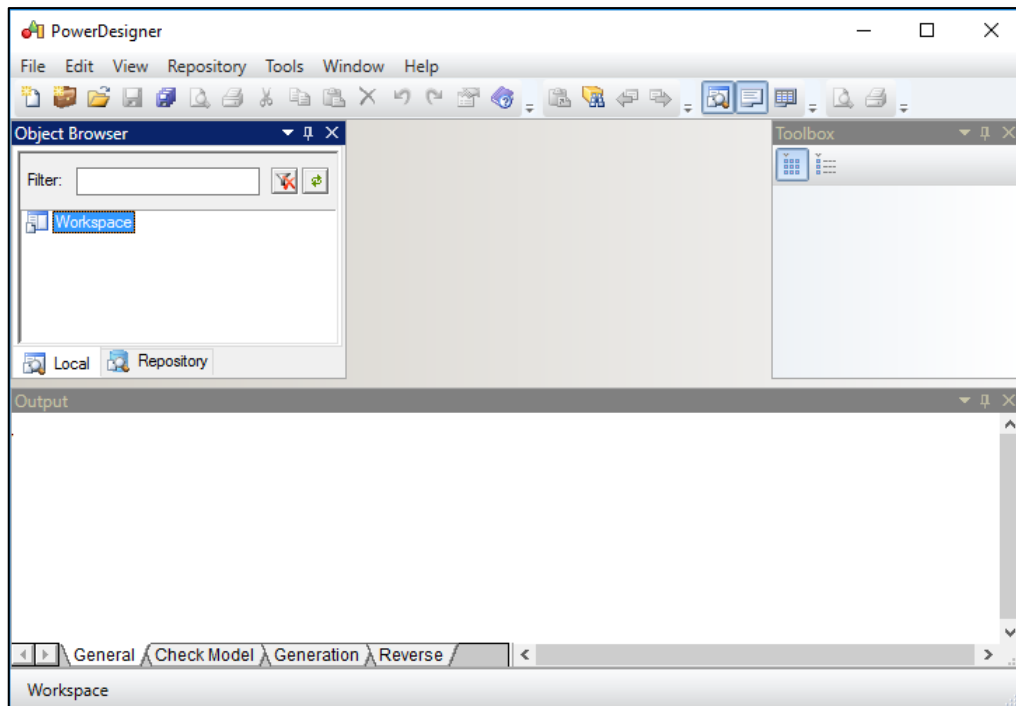 PowerDesigner
File Edit View Repository Tools Window Help
Object Browser
Toolbox
Filter:
Workspace
Local Repository
Output
General Check Model Generation Reverse
Workspace